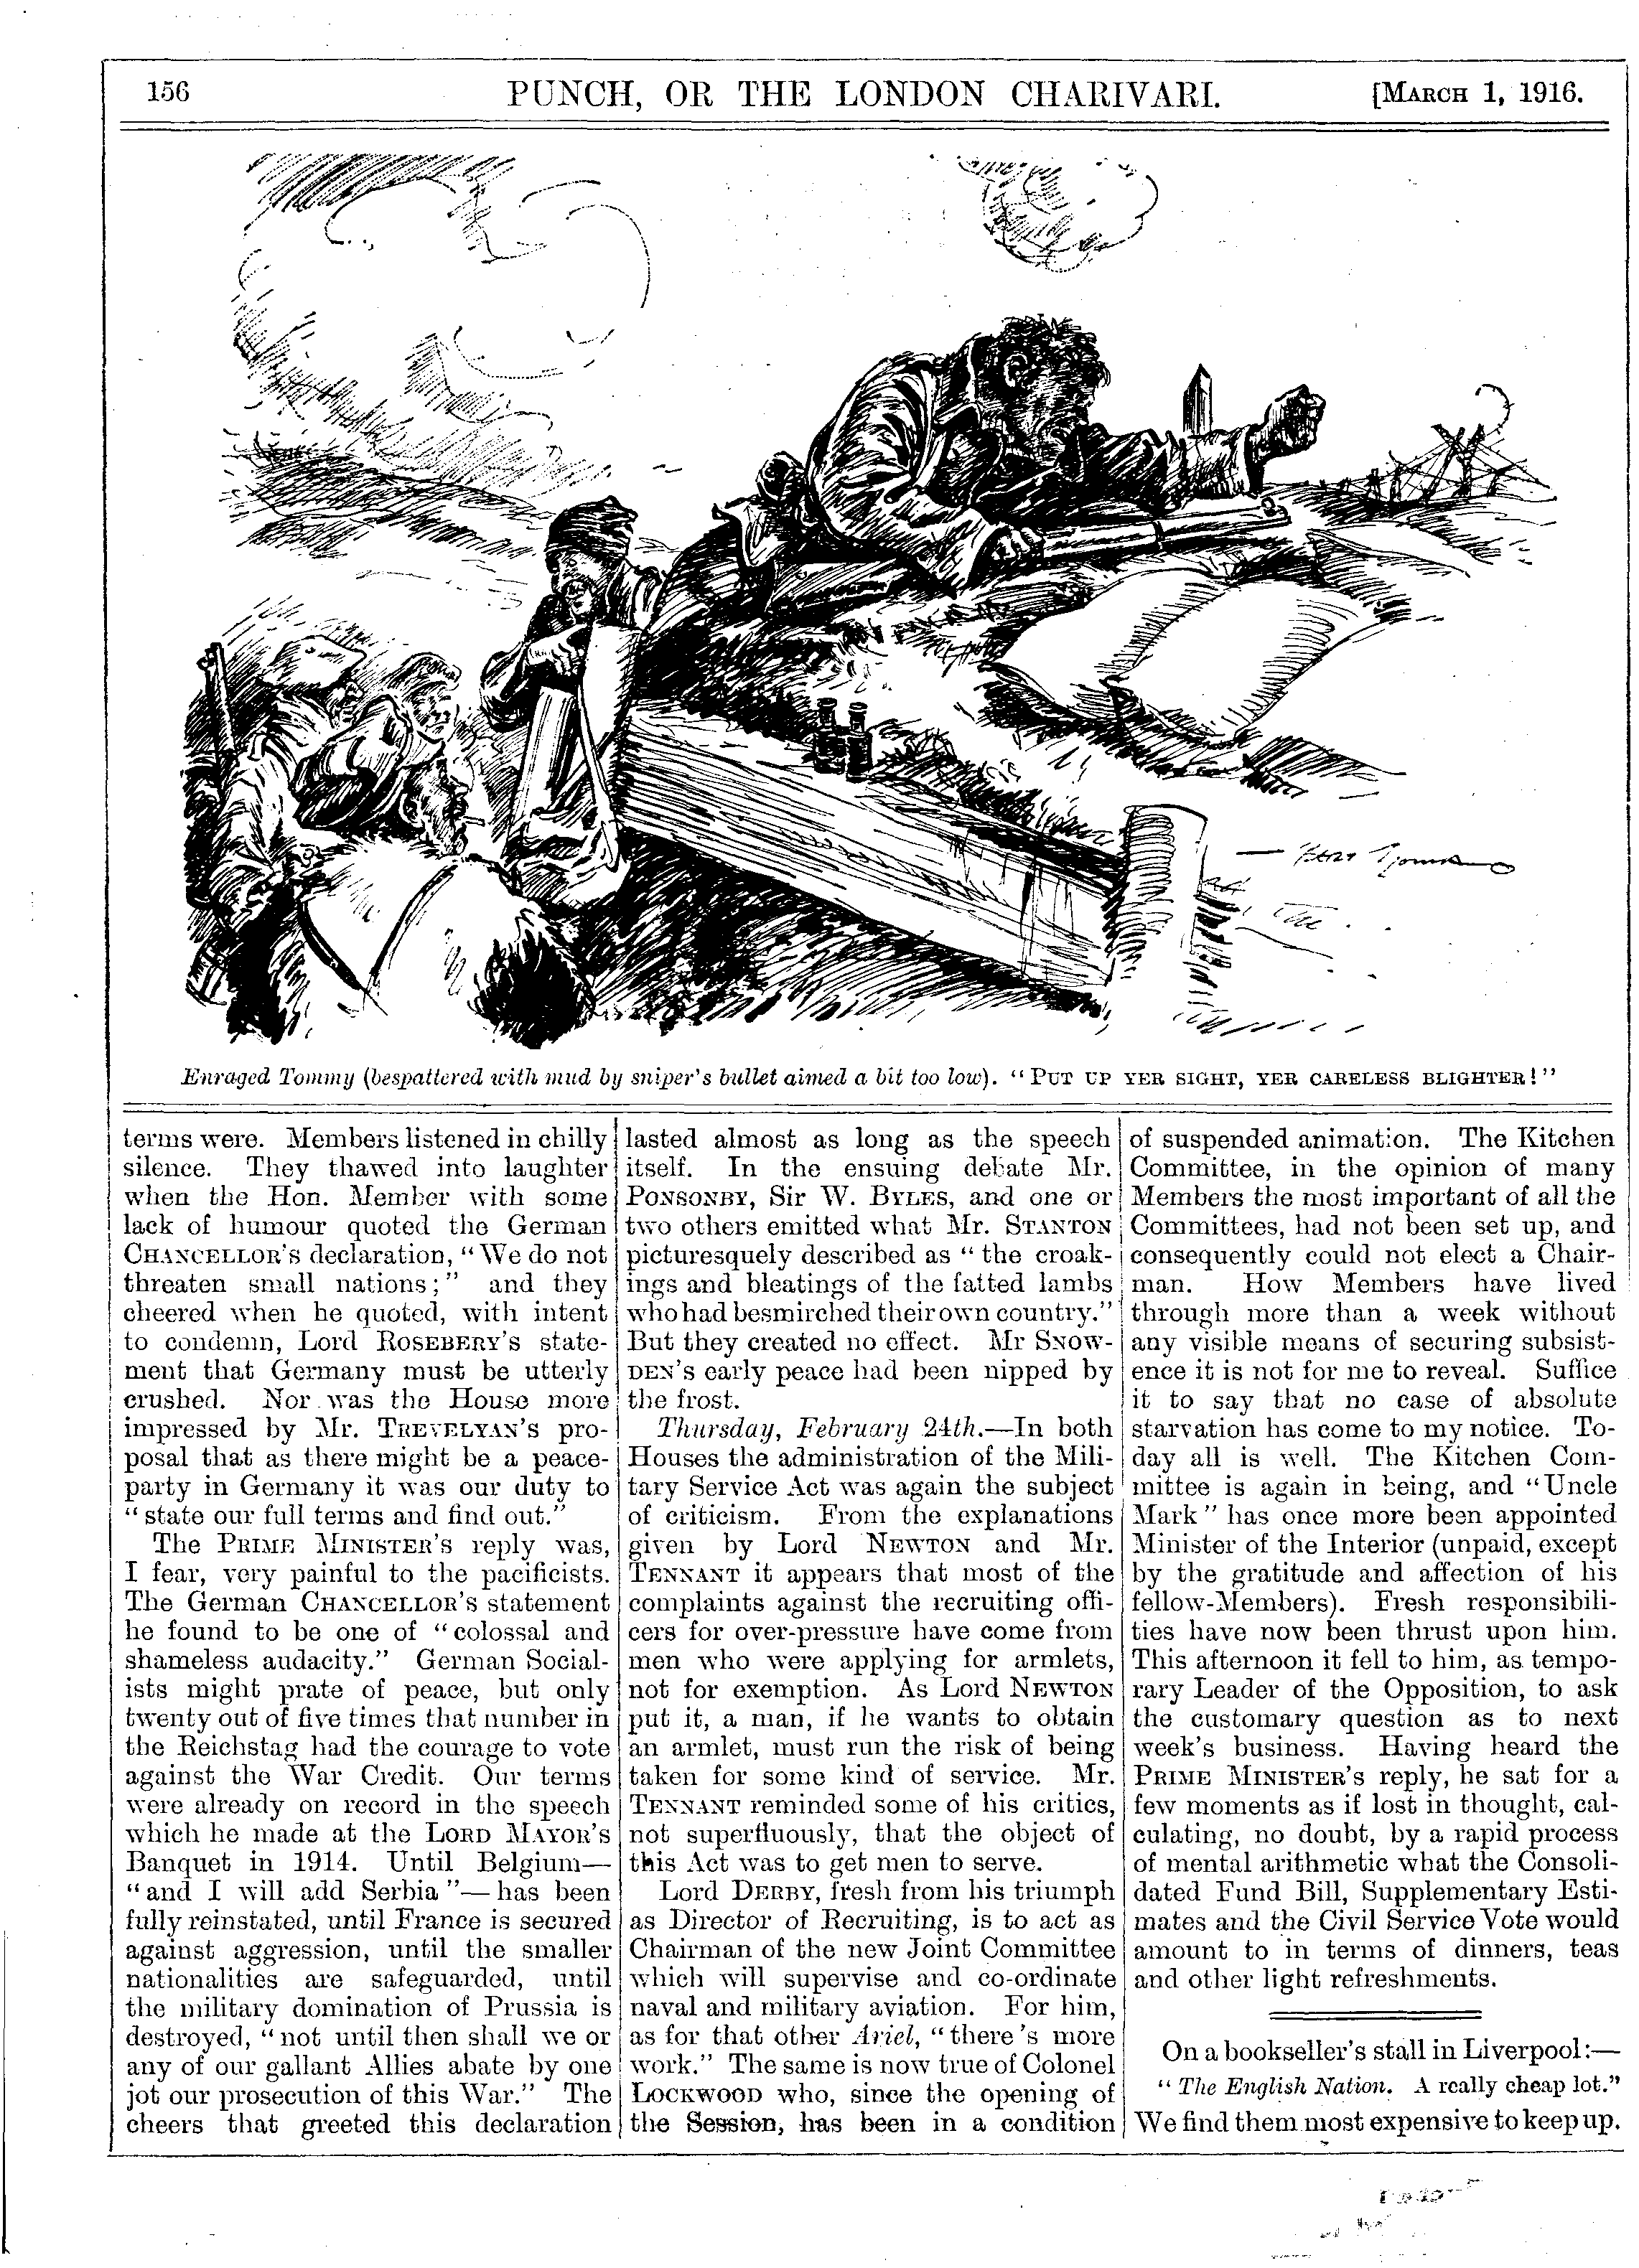 156 PUNCH, OR THE LONDON CHARIVARI. [MARCH 1, 1916.
Enraged Tommy (bespattered with mud by sniper's bullet aimed a bit too low). "PUT UP YER SIGHT, YER CARELESS BLIGHTER!"
terms were. Members listened in chilly
silence. They thawed into laughter
when the Hon. Member with some
lack of humour quoted the German
CHANCELLOR'S declaration, "We do not
threaten small nations;" and they
cheered when he quoted, with intent
to condemn, Lord ROSEBERY'S state-
ment that Germany must be utterly
crushed. Nor was the House more
impressed by Mr. TREVELYAN'S pro-
posal that as there might be a peace-
party in Germany it was our duty to
"state our full terms and find out."
The PRIME MINISTER'S reply was,
I fear, very painful to the pacificists.
The German CHANCELLOR'S statement
he found to be one of "colossal and
shameless audacity." German Social-
ists might prate of peace, but only
twenty out of five times that number in
the Reichstag had the courage to vote
against the War Credit. Our terms
were already on record in the speech
which he made at the LORD MAYOR'S
Banquet in 1914. Until Belgium—
"and I will add Serbia"—has been
fully reinstated, until France is secured
against aggression, until the smaller
nationalities are safeguarded, until
the military domination of Prussia is
destroyed, "not until then shall we or
any of our gallant Allies abate by one
jot our prosecution of this War." The
cheers that greeted this declaration
lasted almost as long as the speech
itself. In the ensuing debate Mr.
PONSONBY, Sir W. BYLES, and one or
two others emitted what Mr. STANTON
picturesquely described as "the croak-
ings and bleatings of the fatted lambs
who had besmirched their own country."
But they created no effect. Mr SNOW-
DEN'S early peace had been nipped by
the frost.
Thursday, February 24th.—In both
Houses the administration of the Mili-
tary Service Act was again the subject
of criticism. From the explanations
given by Lord NEWTON and Mr.
TENNANT it appears that most of the
complaints against the recruiting offi-
cers for over-pressure have come from
men who were applying for armlets,
not for exemption. As Lord NEWTON
put it, a man, if he wants to obtain
an armlet, must run the risk of being
taken for some kind of service. Mr.
TENNANT reminded some of his critics,
not superfluously, that the object of
this Act was to get men to serve.
Lord DERBY, fresh from his triumph
as Director of Recruiting, is to act as
Chairman of the new Joint Committee
which will supervise and co-ordinate
naval and military aviation. For him,
as for that other Ariel, "there's more
work." The same is now true of Colonel
LOCKWOOD who, since the opening of
the Session, has been in a condition
of suspended animation. The Kitchen
Committee, in the opinion of many
Members the most important of all the
Committees, had not been set up, and
consequently could not elect a Chair-
man. How Members have lived
through more than a week without
any visible means of securing subsist-
ence it is not for me to reveal. Suffice
it to say that no case of absolute
starvation has come to my notice. To-
day all is well. The Kitchen Com-
mittee is again in being, and "Uncle
Mark" has once more been appointed
Minister of the Interior (unpaid, except
by the gratitude and affection of his
fellow-Members). Fresh responsibili-
ties have now been thrust upon him.
This afternoon it fell to him, as tempo-
rary Leader of the Opposition, to ask
the customary question as to next
week's business. Having heard the
PRIME MINISTER'S reply, he sat for a
few moments as if lost in thought, cal-
culating, no doubt, by a rapid process
of mental arithmetic what the Consoli-
dated Fund Bill, Supplementary Esti-
mates and the Civil Service Vote would
amount to in terms of dinners, teas
and other light refreshments.
On a bookseller's stall in Liverpool:—
"The English Nation. A really cheap lot."
We find them most expensive to keep up.